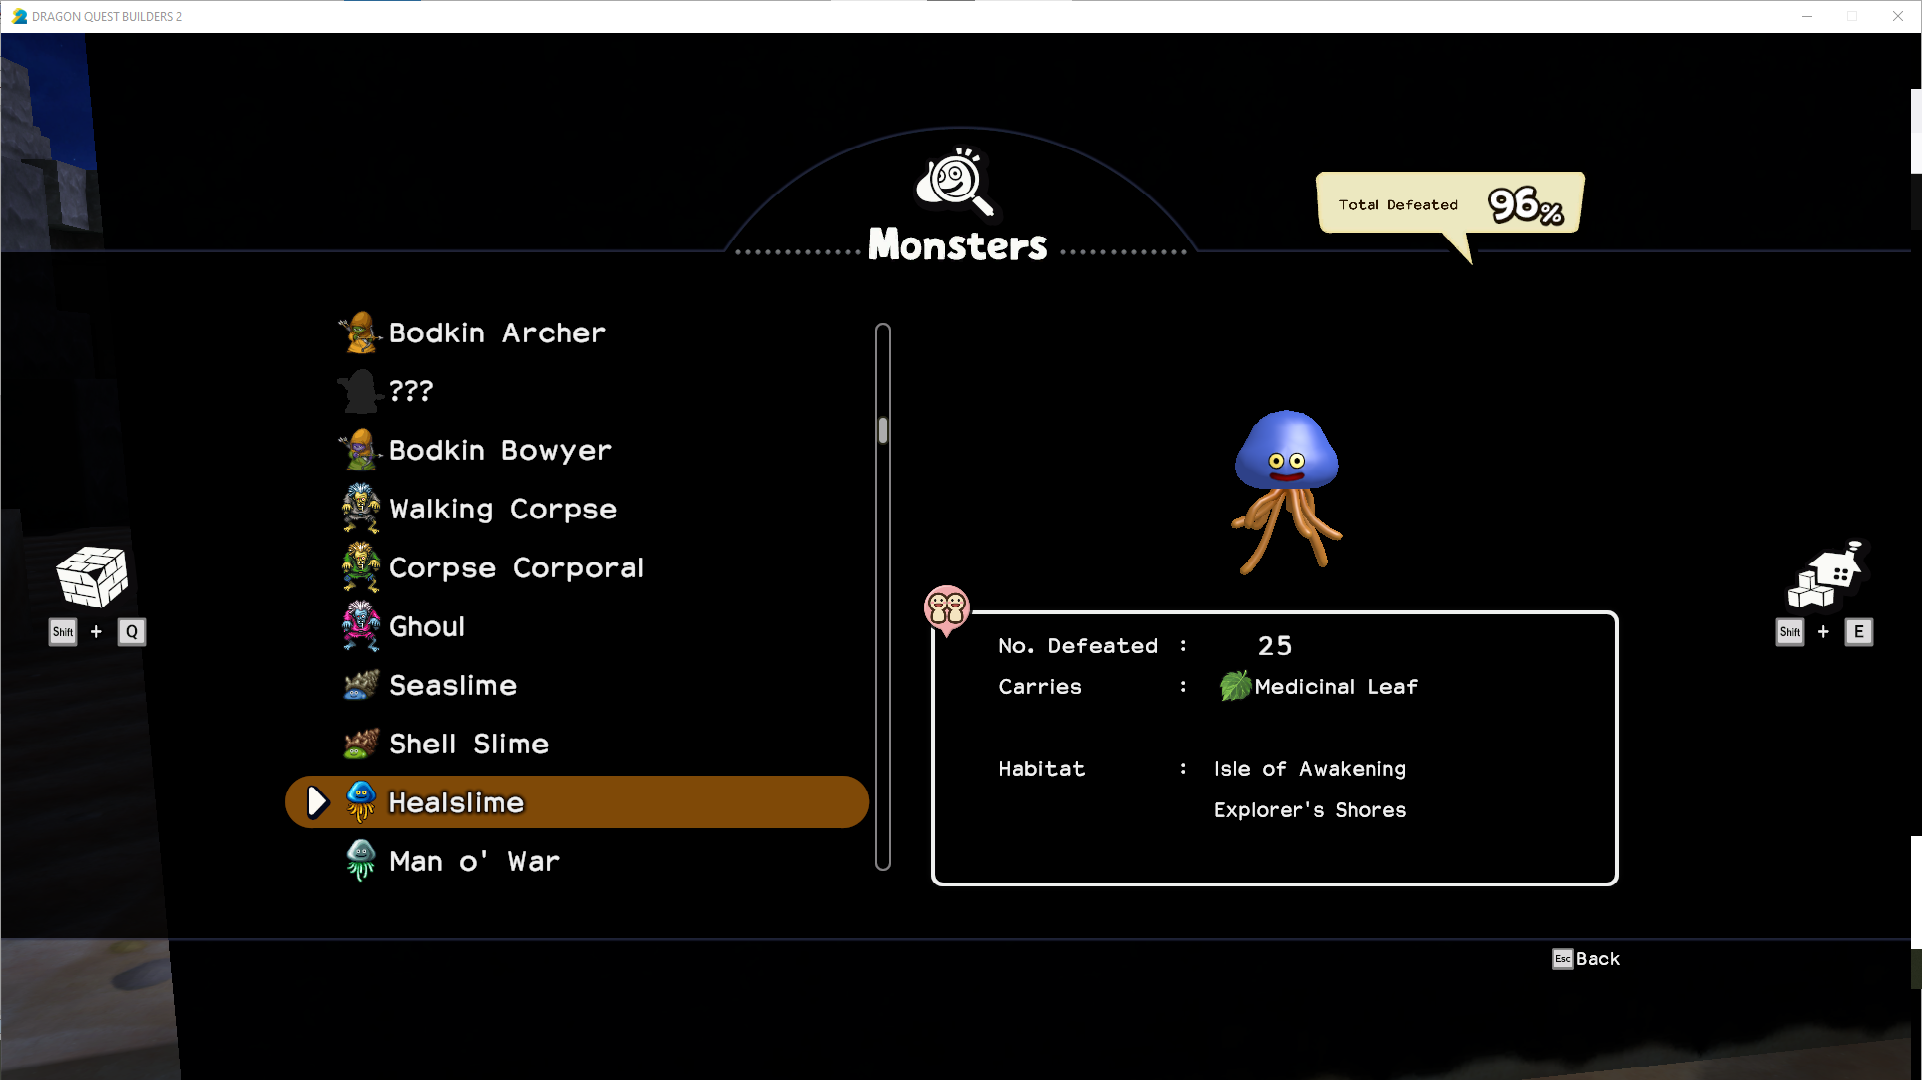 DRAGON QUEST BUILDERS 2
Total Defeated 96%
Monsters
Bodkin Archer
???
Bodkin Bowyer
Walking Corpse
Corpse Corporal
Ghoul
Seaslime
Shell Slime
Healslime
Man o' War
No. Defeated : 25
Carries : Medicinal Leaf
Habitat : Isle of Awakening
Explorer's Shores
Shift + Q
Shift + E
Esc Back